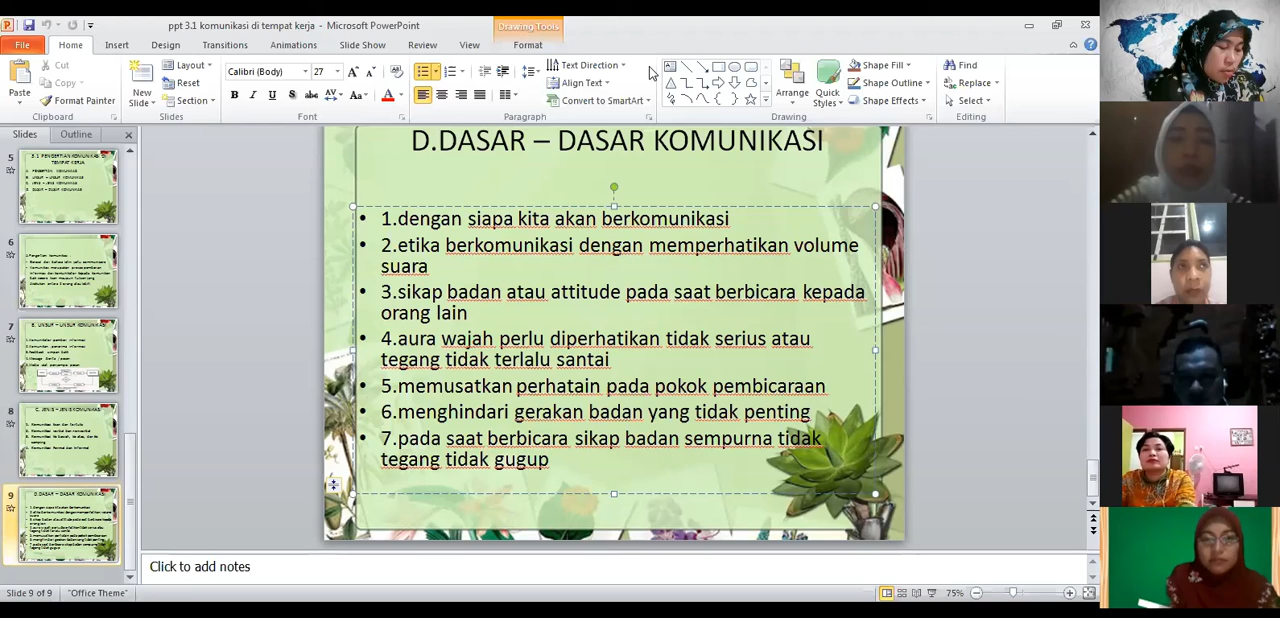 ppt 3.1 komunikasi di tempat kerja - Microsoft PowerPoint
Drawing Tools
File Home Insert Design Transitions Animations Slide Show Review View Format
Cut
Copy
Format Painter
Paste
Clipboard
New Slide
Layout
Reset
Section
Slides
Calibri (Body) 27
Font
Text Direction
Align Text
Convert to SmartArt
Paragraph
Arrange
Quick Styles
Shape Fill
Shape Outline
Shape Effects
Drawing
Find
Replace
Select
Editing
Slides Outline
5
6
7
8
9
D.DASAR – DASAR KOMUNIKASI
• 1.dengan siapa kita akan berkomunikasi
• 2.etika berkomunikasi dengan memperhatikan volume
suara
• 3.sikap badan atau attitude pada saat berbicara kepada
orang lain
• 4.aura wajah perlu diperhatikan tidak serius atau
tegang tidak terlalu santai
• 5.memusatkan perhatain pada pokok pembicaraan
• 6.menghindari gerakan badan yang tidak penting
• 7.pada saat berbicara sikap badan sempurna tidak
tegang tidak gugup
Click to add notes
Slide 9 of 9 "Office Theme" 75%